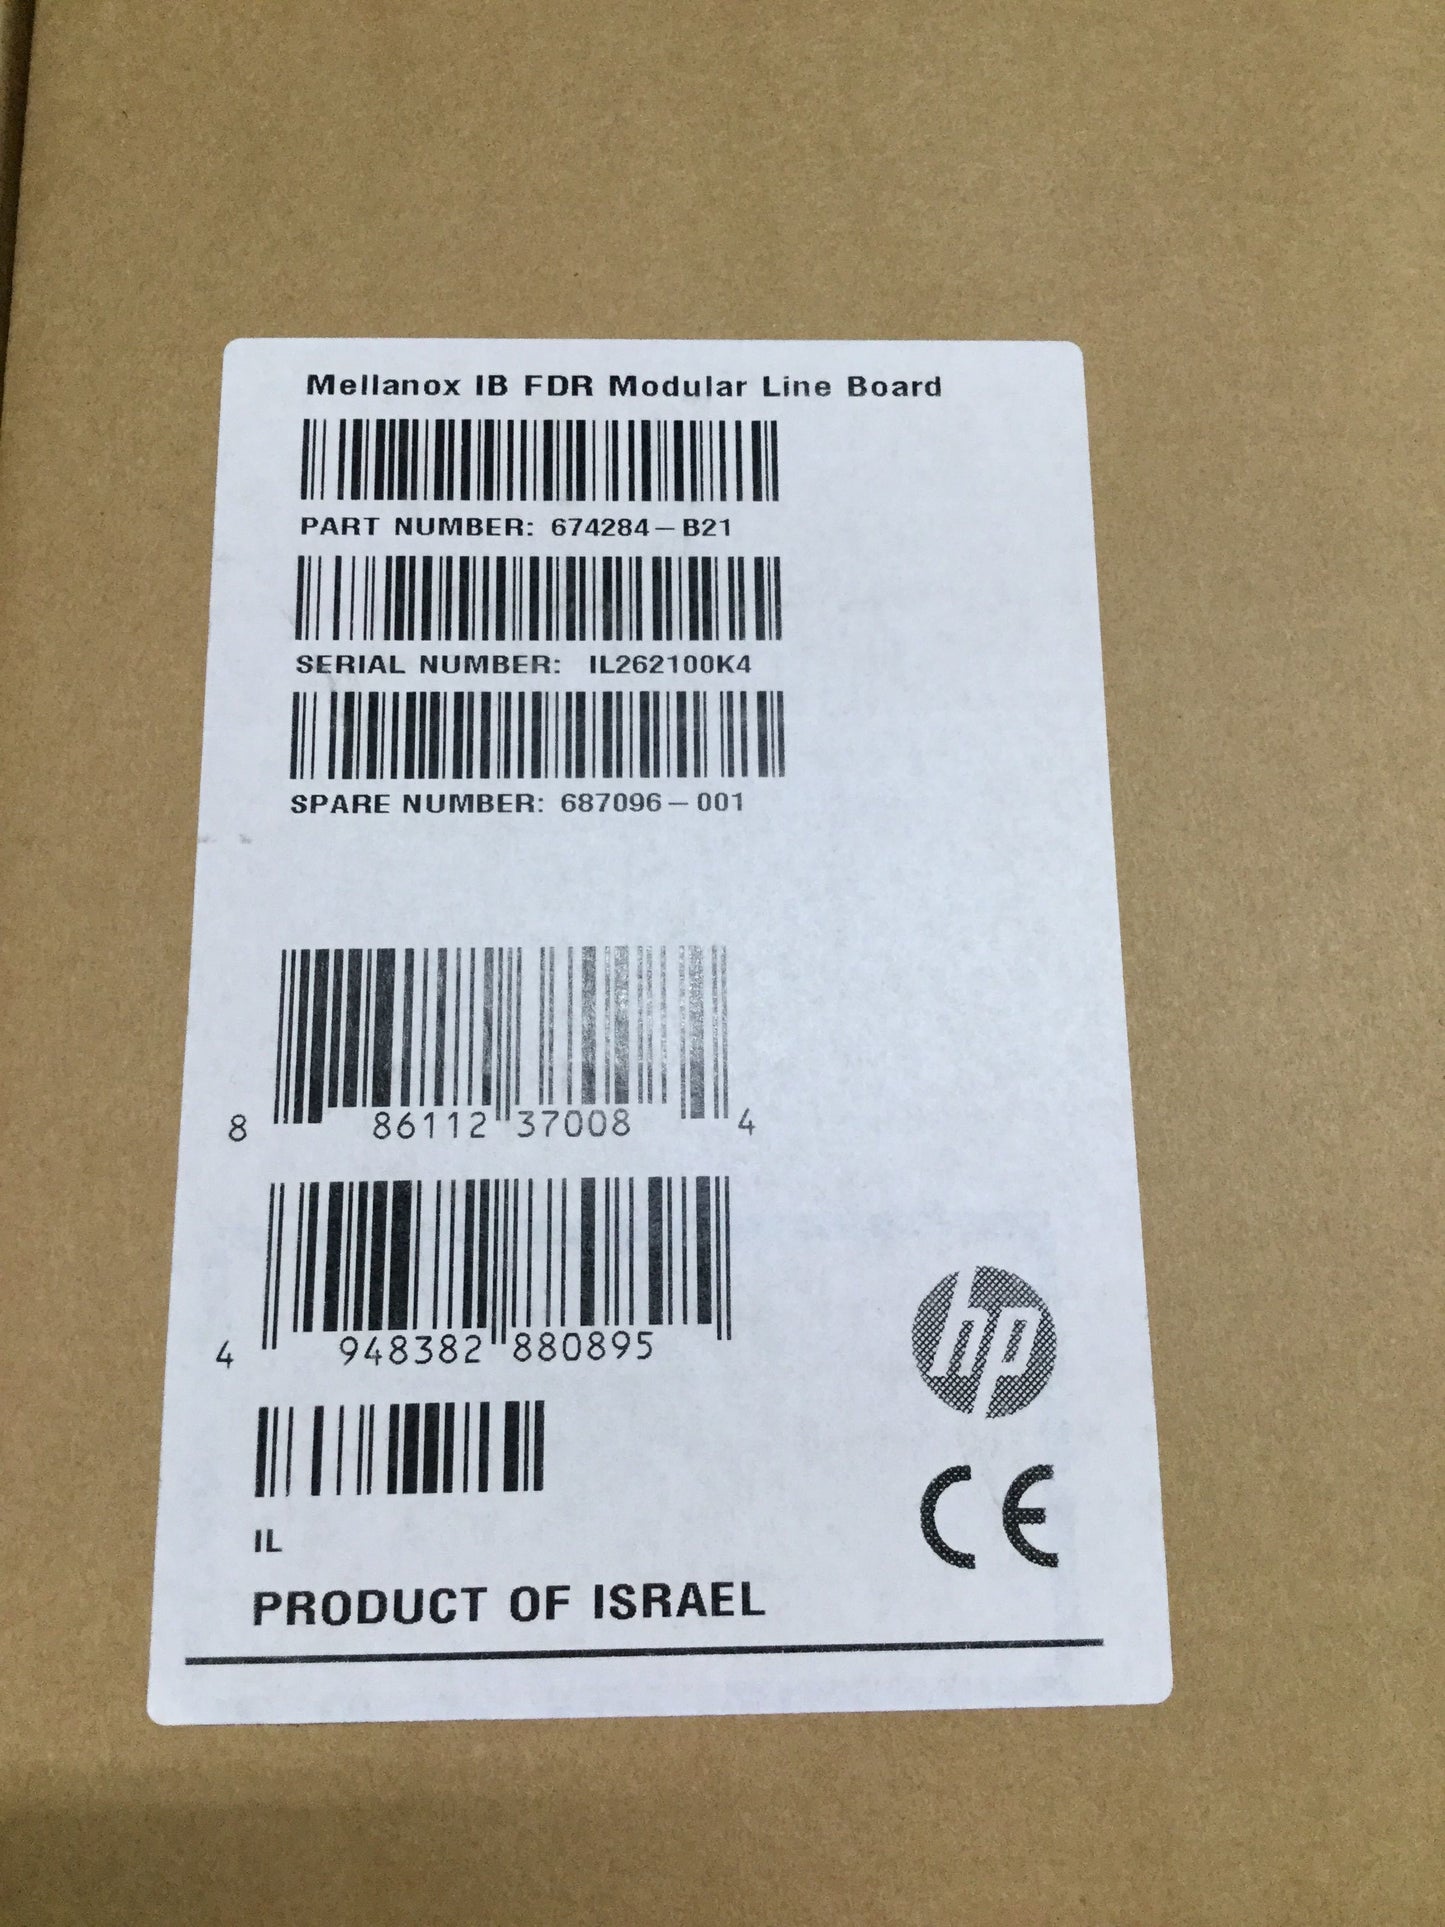 Mellanox IB FDR Modular Line Board
PART NUMBER: 674284-B21
SERIAL NUMBER: IL262100K4
SPARE NUMBER: 687096-001
8 86112 37008 4
4 948382 880895
IL
hp
CE
PRODUCT OF ISRAEL